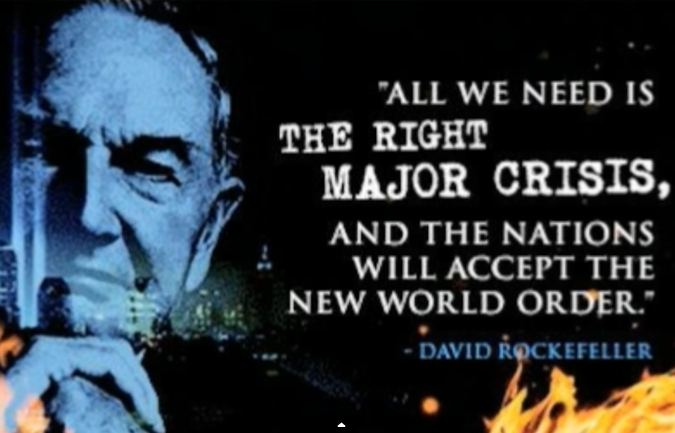 "ALL WE NEED IS
THE RIGHT
MAJOR CRISIS,
AND THE NATIONS
WILL ACCEPT THE
NEW WORLD ORDER."
- DAVID ROCKEFELLER